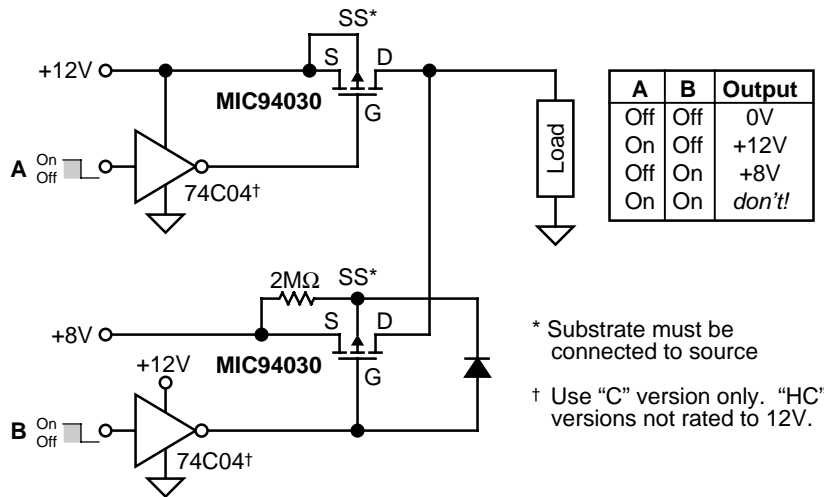 SS*
+12V
S
D
MIC94030
G
A
On
Off
74C04†
Load
A B Output
Off Off 0V
On Off +12V
Off On +8V
On On don't!
2MΩ
SS*
+8V
S
D
MIC94030
+12V
G
B
On
Off
74C04†
* Substrate must be
connected to source
† Use “C” version only. “HC”
versions not rated to 12V.